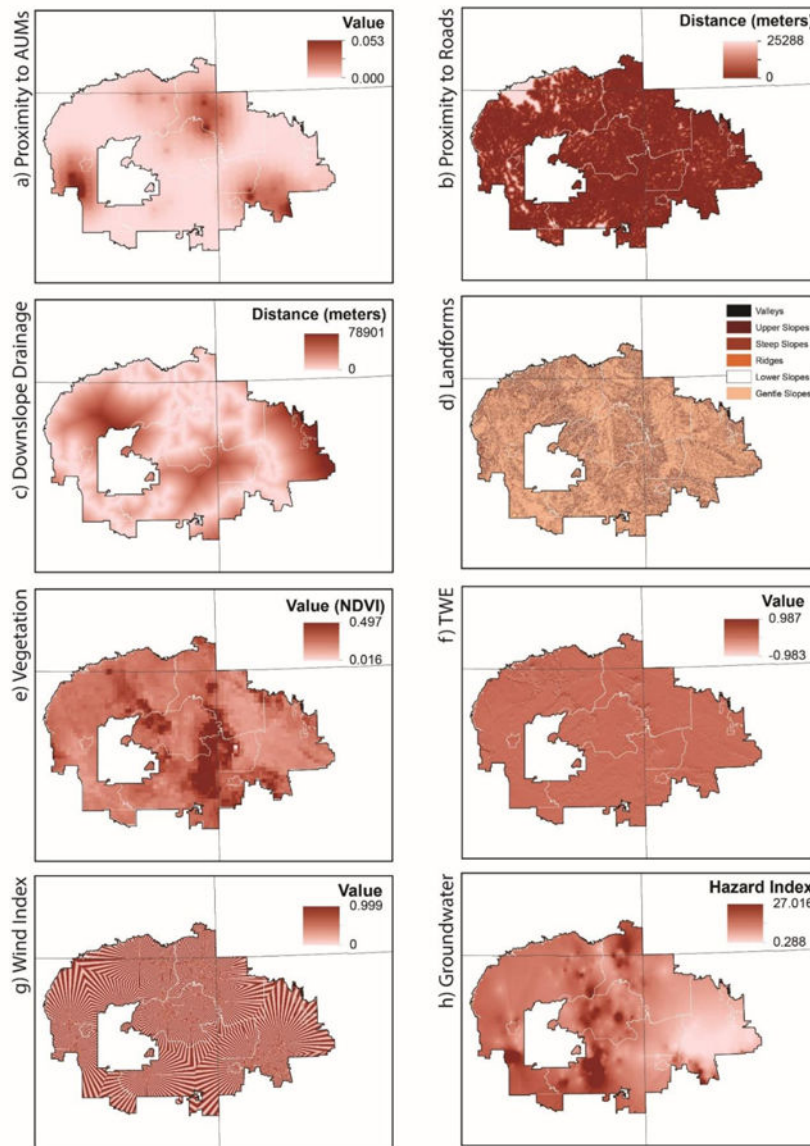 a) Proximity to AUMs
Value
0.053
0.000
b) Proximity to Roads
Distance (meters)
25288
0
c) Downslope Drainage
Distance (meters)
78901
0
d) Landforms
Valleys
Upper Slopes
Steep Slopes
Ridges
Lower Slopes
Gentle Slopes
e) Vegetation
Value (NDVI)
0.497
0.016
f) TWE
Value
0.987
-0.983
g) Wind Index
Value
0.999
0
h) Groundwater
Hazard Index
27.016
0.288